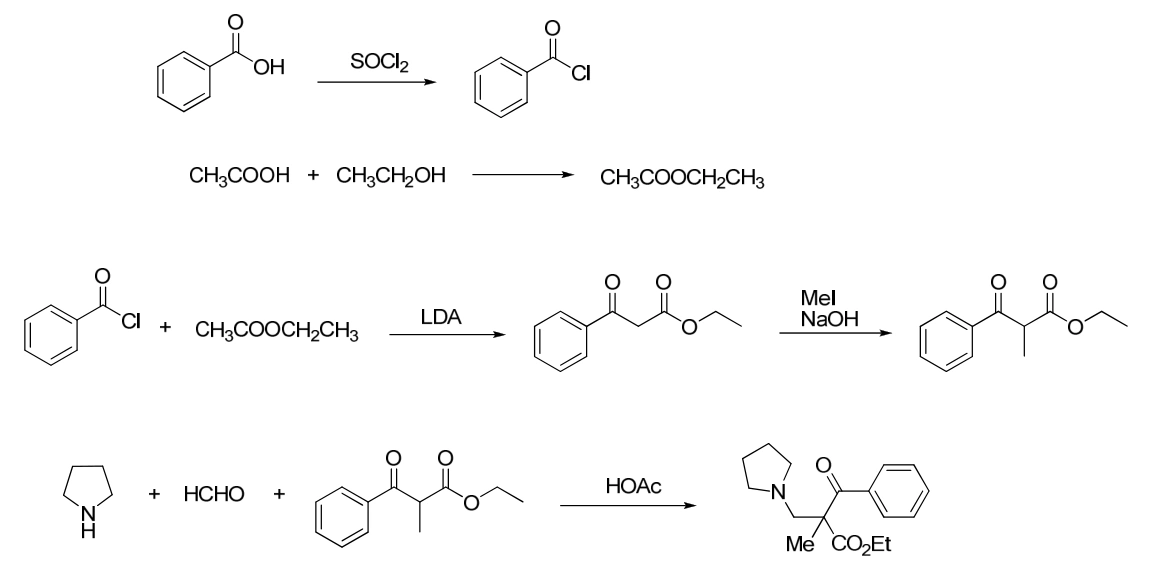 O
OH
SOCl2
O
Cl
CH3COOH + CH3CH2OH
CH3COOCH2CH3
O
Cl
+ CH3COOCH2CH3
LDA
O O
O
MeI
NaOH
O O
O
N
H
+ HCHO +
O O
O
HOAc
N
O
Me CO2Et